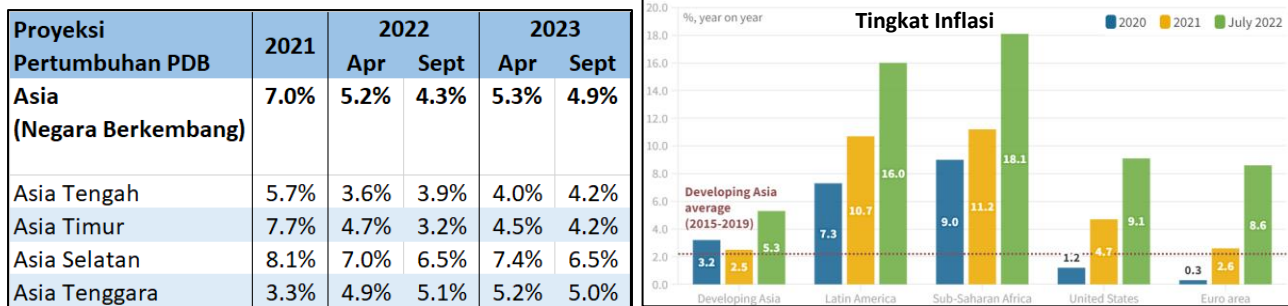 Proyeksi
Pertumbuhan PDB
2021
2022
2023
Apr Sept Apr Sept
Asia
(Negara Berkembang)
7.0% 5.2% 4.3% 5.3% 4.9%
Asia Tengah 5.7% 3.6% 3.9% 4.0% 4.2%
Asia Timur 7.7% 4.7% 3.2% 4.5% 4.2%
Asia Selatan 8.1% 7.0% 6.5% 7.4% 6.5%
Asia Tenggara 3.3% 4.9% 5.1% 5.2% 5.0%
%, year on year
Tingkat Inflasi
2020 2021 July 2022
20.0
18.0
16.0
14.0
12.0
10.0
8.0
6.0
4.0
2.0
0.0
Developing Asia
average
(2015-2019)
3.2 2.5 5.3
7.3 10.7 16.0
9.0 11.2 18.1
1.2 4.7 9.1
0.3 2.6 8.6
Developing Asia Latin America Sub-Saharan Africa United States Euro area